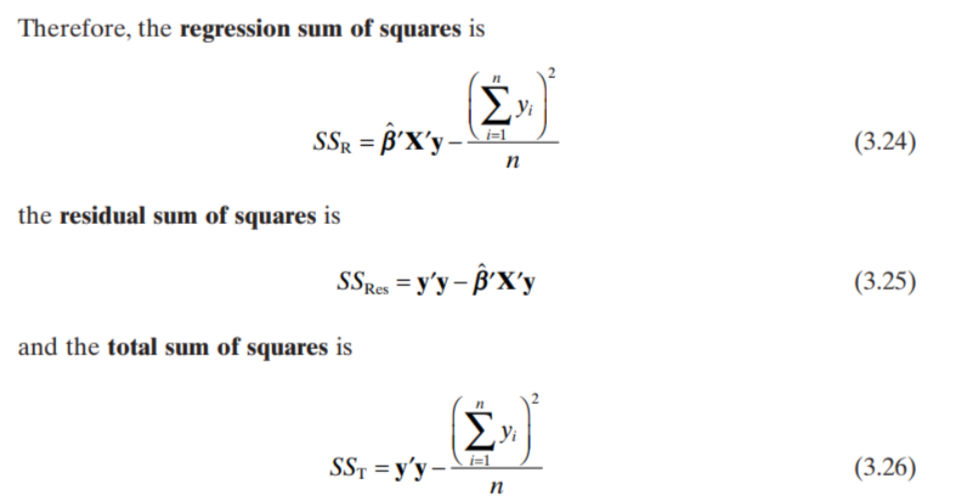 Therefore, the regression sum of squares is
$SS_{\mathrm{R}} = \hat{\boldsymbol{\beta}}'\mathbf{X}'\mathbf{y} - \frac{\left(\sum_{i=1}^{n} y_i\right)^2}{n}$ (3.24)
the residual sum of squares is
$SS_{\mathrm{Res}} = \mathbf{y}'\mathbf{y} - \hat{\boldsymbol{\beta}}'\mathbf{X}'\mathbf{y}$ (3.25)
and the total sum of squares is
$SS_{\mathrm{T}} = \mathbf{y}'\mathbf{y} - \frac{\left(\sum_{i=1}^{n} y_i\right)^2}{n}$ (3.26)